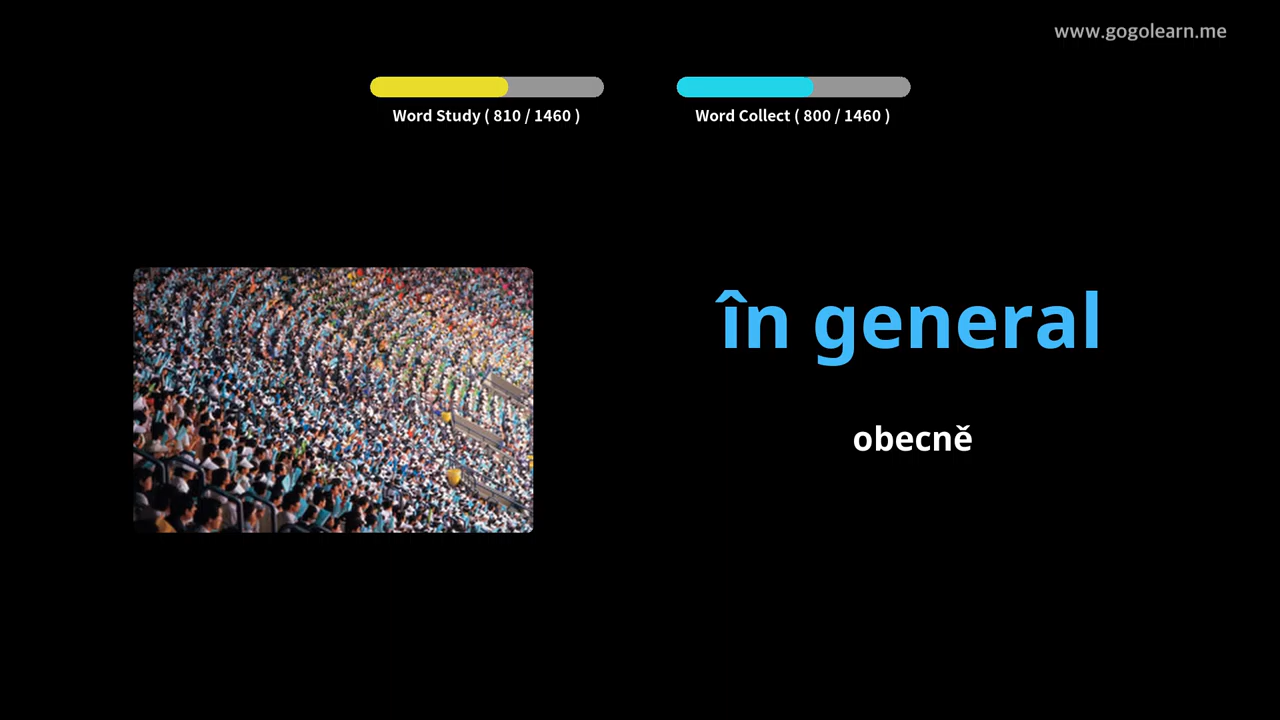 www.gogolearn.me
Word Study ( 810 / 1460 )
Word Collect ( 800 / 1460 )
în general
obecně